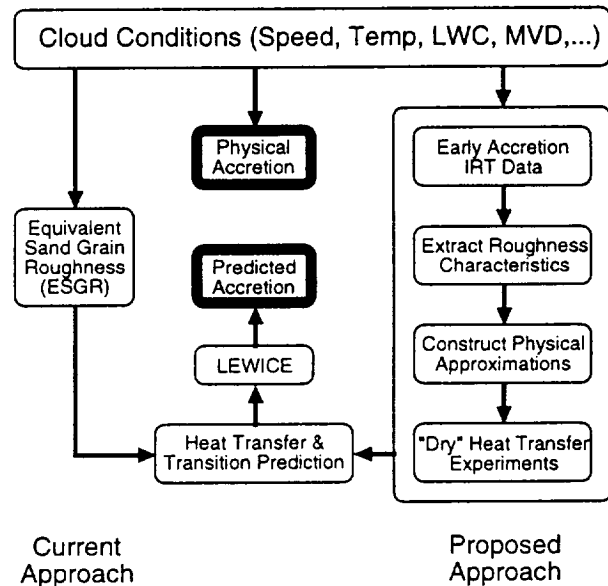 Cloud Conditions (Speed, Temp, LWC, MVD,...)
Physical
Accretion
Early Accretion
IRT Data
Equivalent
Sand Grain
Roughness
(ESGR)
Predicted
Accretion
Extract Roughness
Characteristics
LEWICE
Construct Physical
Approximations
Heat Transfer &
Transition Prediction
"Dry" Heat Transfer
Experiments
Current
Approach
Proposed
Approach